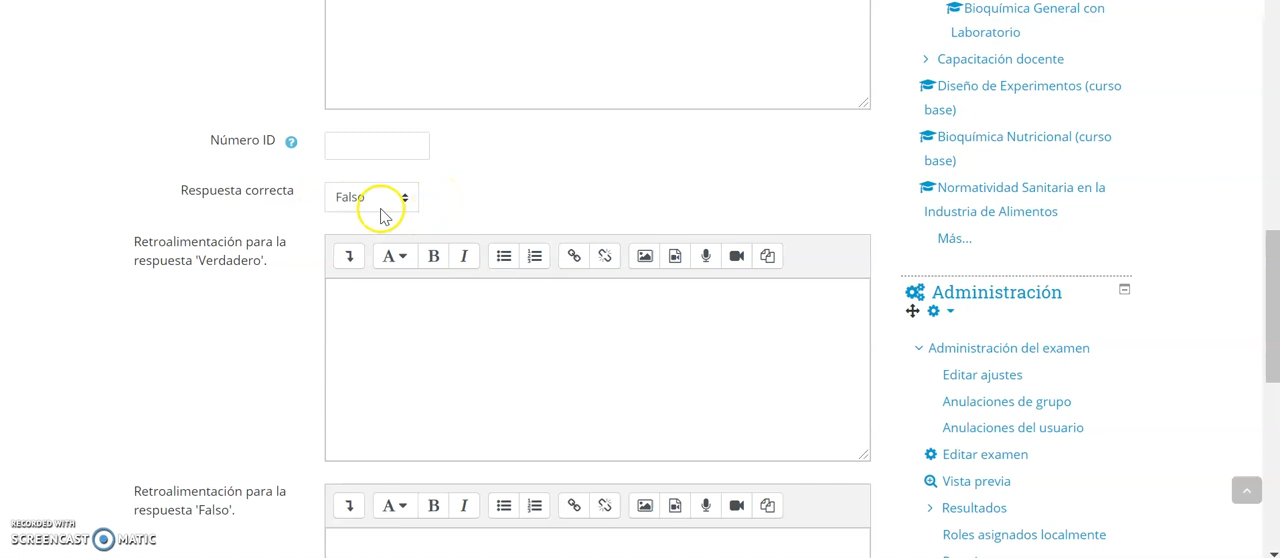 Número ID
Respuesta correcta
Falso
Retroalimentación para la
respuesta 'Verdadero'.
A
B
I
Retroalimentación para la
respuesta 'Falso'.
A
B
I
RECORDED WITH
SCREENCAST MATIC
Bioquímica General con
Laboratorio
Capacitación docente
Diseño de Experimentos (curso
base)
Bioquímica Nutricional (curso
base)
Normatividad Sanitaria en la
Industria de Alimentos
Más...
Administración
Administración del examen
Editar ajustes
Anulaciones de grupo
Anulaciones del usuario
Editar examen
Vista previa
Resultados
Roles asignados localmente